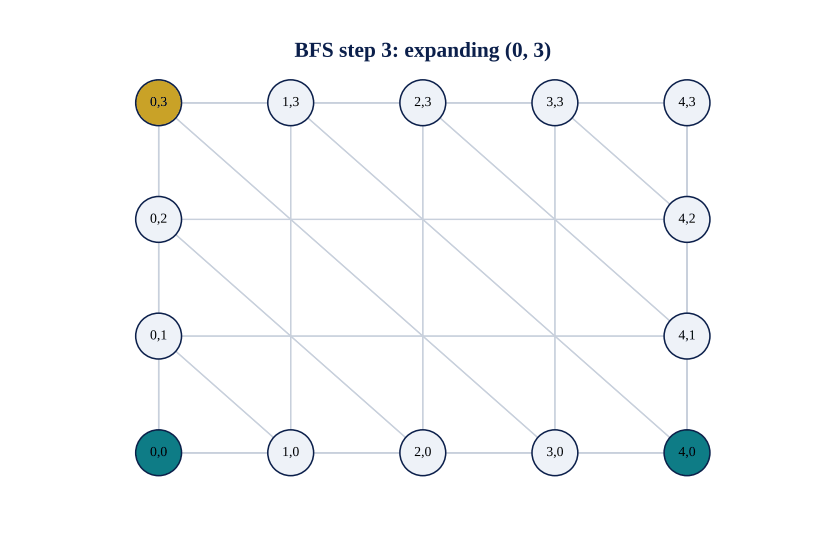 BFS step 3: expanding (0, 3)
0,3 1,3 2,3 3,3 4,3
0,2 4,2
0,1 4,1
0,0 1,0 2,0 3,0 4,0